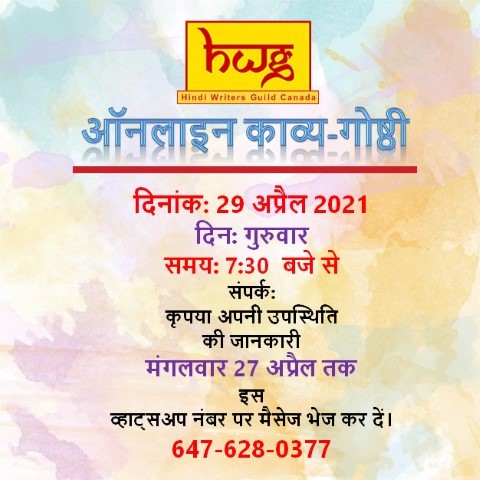 hwg
Hindi Writers Guild Canada
ऑनलाइन काव्य-गोष्ठी
दिनांक: 29 अप्रैल 2021
दिन: गुरुवार
समय: 7:30 बजे से
संपर्क:
कृपया अपनी उपस्थिति
की जानकारी
मंगलवार 27 अप्रैल तक
इस
व्हाट्सअप नंबर पर मैसेज भेज कर दें।
647-628-0377